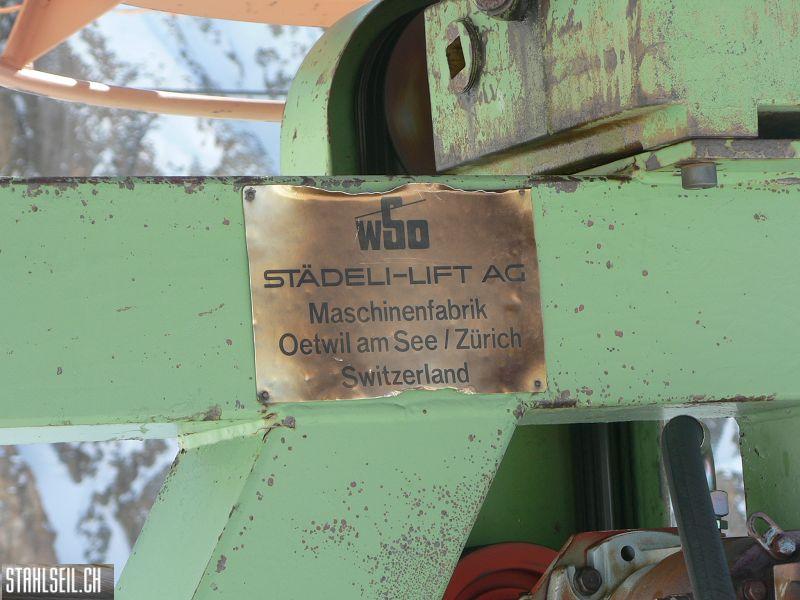 WSO
STÄDELI-LIFT AG
Maschinenfabrik
Oetwil am See / Zürich
Switzerland
STAHLSEIL.CH